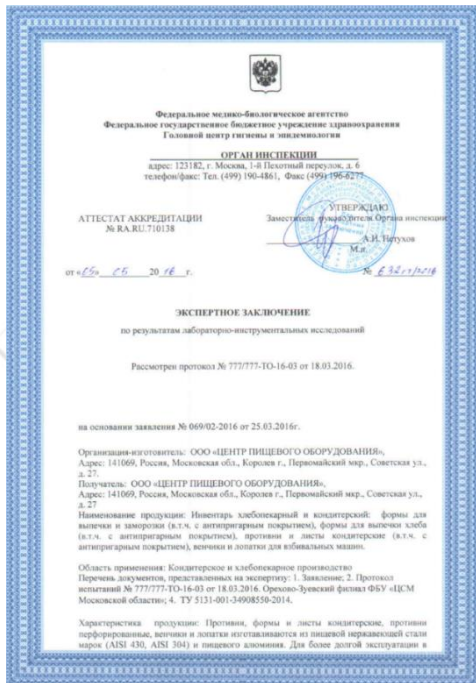 Федеральное медико-биологическое агентство
Федеральное государственное бюджетное учреждение здравоохранения
Головной центр гигиены и эпидемиологии
ОРГАН ИНСПЕКЦИИ
адрес: 123182, г. Москва, 1-й Пехотный переулок, д. 6
телефон/факс: Тел. (499) 190-4861, Факс (499) 196-6277
УТВЕРЖДАЮ
АТТЕСТАТ АККРЕДИТАЦИИ Заместитель руководителя Органа инспекции
№ RA.RU.710138
А.И. Петухов
М.п.
от «05» 05 2016 г. №
ЭКСПЕРТНОЕ ЗАКЛЮЧЕНИЕ
по результатам лабораторно-инструментальных исследований
Рассмотрен протокол № 777/777-ТО-16-03 от 18.03.2016.
на основании заявления № 069/02-2016 от 25.03.2016г.
Организация-изготовитель: ООО «ЦЕНТР ПИЩЕВОГО ОБОРУДОВАНИЯ»,
Адрес: 141069, Россия, Московская обл., Королев г., Первомайский мкр., Советская ул.,
д. 27.
Получатель: ООО «ЦЕНТР ПИЩЕВОГО ОБОРУДОВАНИЯ»,
Адрес: 141069, Россия, Московская обл., Королев г., Первомайский мкр., Советская ул.,
д. 27
Наименование продукции: Инвентарь хлебопекарный и кондитерский: формы для
выпечки и заморозки (в.т.ч. с антипригарным покрытием), формы для выпечки хлеба
(в.т.ч. с антипригарным покрытием), противни и листы кондитерские (в.т.ч. с
антипригарным покрытием), венчики и лопатки для взбивальных машин.
Область применения: Кондитерское и хлебопекарное производство
Перечень документов, представленных на экспертизу: 1. Заявление; 2. Протокол
испытаний № 777/777-ТО-16-03 от 18.03.2016. Орехово-Зуевский филиал ФБУ «ЦСМ
Московской области»; 4. ТУ 5131-001-34908550-2014.
Характеристика продукции: Противни, формы и листы кондитерские, противни
перфорированные, венчики и лопатки изготавливаются из пищевой нержавеющей стали
марок (AISI 430, AISI 304) и пищевого алюминия. Для более долгой эксплуатации в